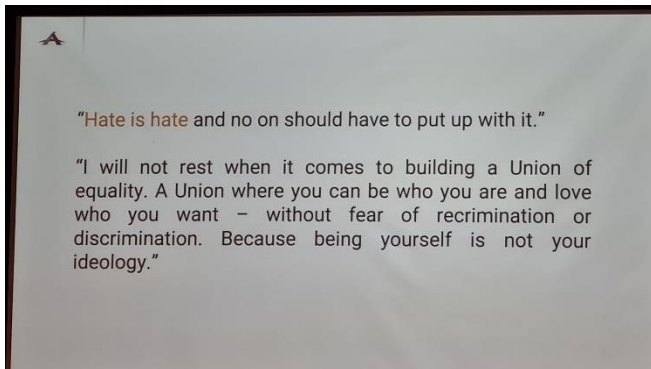 "Hate is hate and no on should have to put up with it."
"I will not rest when it comes to building a Union of
equality. A Union where you can be who you are and love
who you want – without fear of recrimination or
discrimination. Because being yourself is not your
ideology."